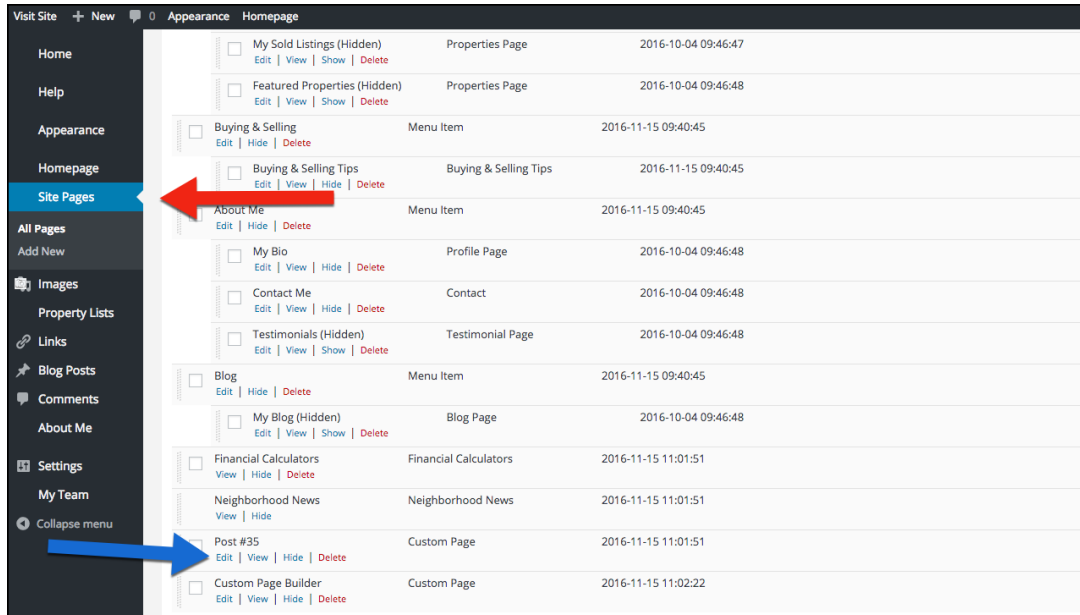 Visit Site + New 0 Appearance Homepage
Home
Help
Appearance
Homepage
Site Pages
All Pages
Add New
Images
Property Lists
Links
Blog Posts
Comments
About Me
Settings
My Team
Collapse menu
My Sold Listings (Hidden) Properties Page 2016-10-04 09:46:47
Edit | View | Show | Delete
Featured Properties (Hidden) Properties Page 2016-10-04 09:46:48
Edit | View | Show | Delete
Buying & Selling Menu Item 2016-11-15 09:40:45
Edit | Hide | Delete
Buying & Selling Tips Buying & Selling Tips 2016-11-15 09:40:45
Edit | View | Hide | Delete
About Me Menu Item 2016-11-15 09:40:45
Edit | Hide | Delete
My Bio Profile Page 2016-10-04 09:46:48
Edit | View | Hide | Delete
Contact Me Contact 2016-10-04 09:46:48
Edit | View | Hide | Delete
Testimonials (Hidden) Testimonial Page 2016-10-04 09:46:48
Edit | View | Show | Delete
Blog Menu Item 2016-11-15 09:40:45
Edit | Hide | Delete
My Blog (Hidden) Blog Page 2016-10-04 09:46:48
Edit | View | Show | Delete
Financial Calculators Financial Calculators 2016-11-15 11:01:51
View | Hide | Delete
Neighborhood News Neighborhood News 2016-11-15 11:01:51
View | Hide
Post #35 Custom Page 2016-11-15 11:01:51
Edit | View | Hide | Delete
Custom Page Builder Custom Page 2016-11-15 11:02:22
Edit | View | Hide | Delete